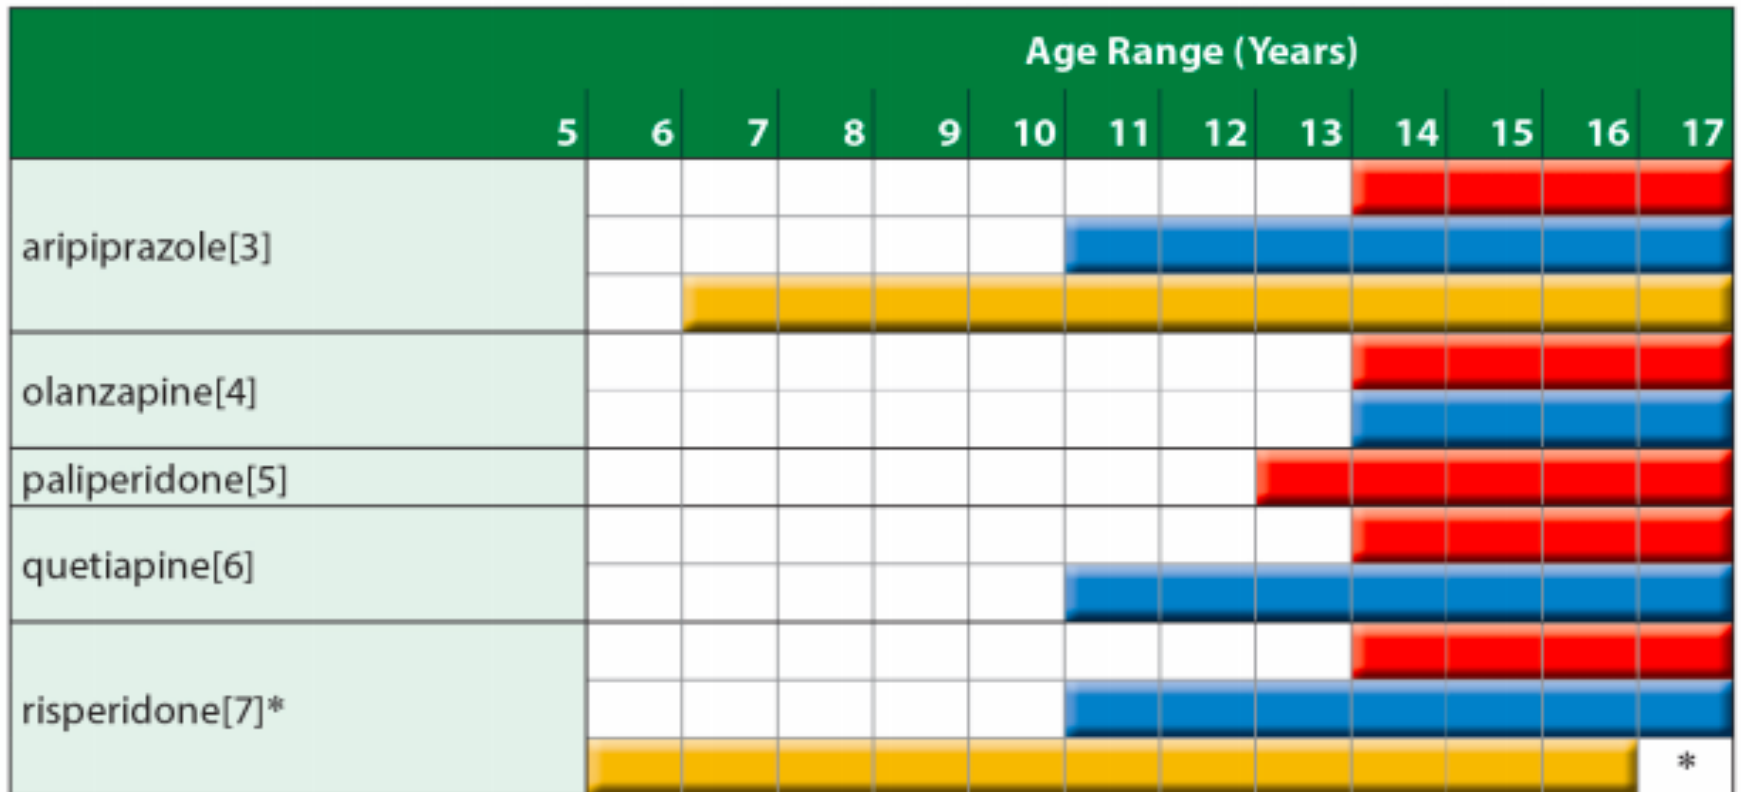 Age Range (Years)
5 6 7 8 9 10 11 12 13 14 15 16 17
aripiprazole[3]
olanzapine[4]
paliperidone[5]
quetiapine[6]
risperidone[7]*
*